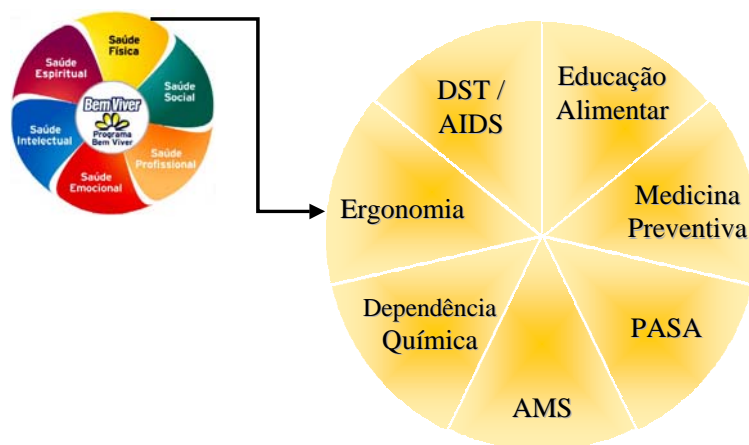 Saúde
Física
Saúde
Espiritual
Saúde
Social
Bem Viver
Programa
Bem Viver
Saúde
Intelectual
Saúde
Profissional
Saúde
Emocional
DST /
AIDS
Educação
Alimentar
Ergonomia
Medicina
Preventiva
Dependência
Química
PASA
AMS